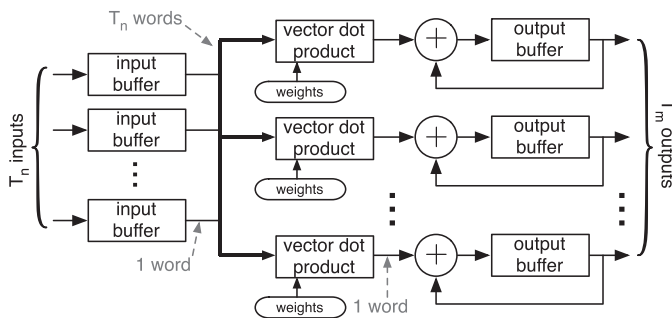 Tn words
vector dot
product
output
buffer
input
buffer
weights
Tn inputs
input
buffer
vector dot
product
output
buffer
weights
Tm outputs
input
buffer
1 word
vector dot
product
output
buffer
weights
1 word